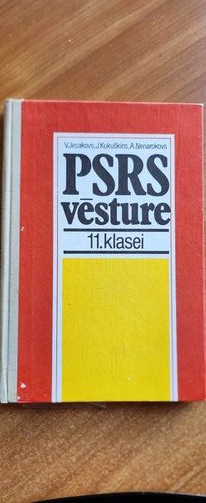 V.Jesakovs, J.Kukuškins, A.Ņenarokovs
PSRS
vēsture
11. klasei